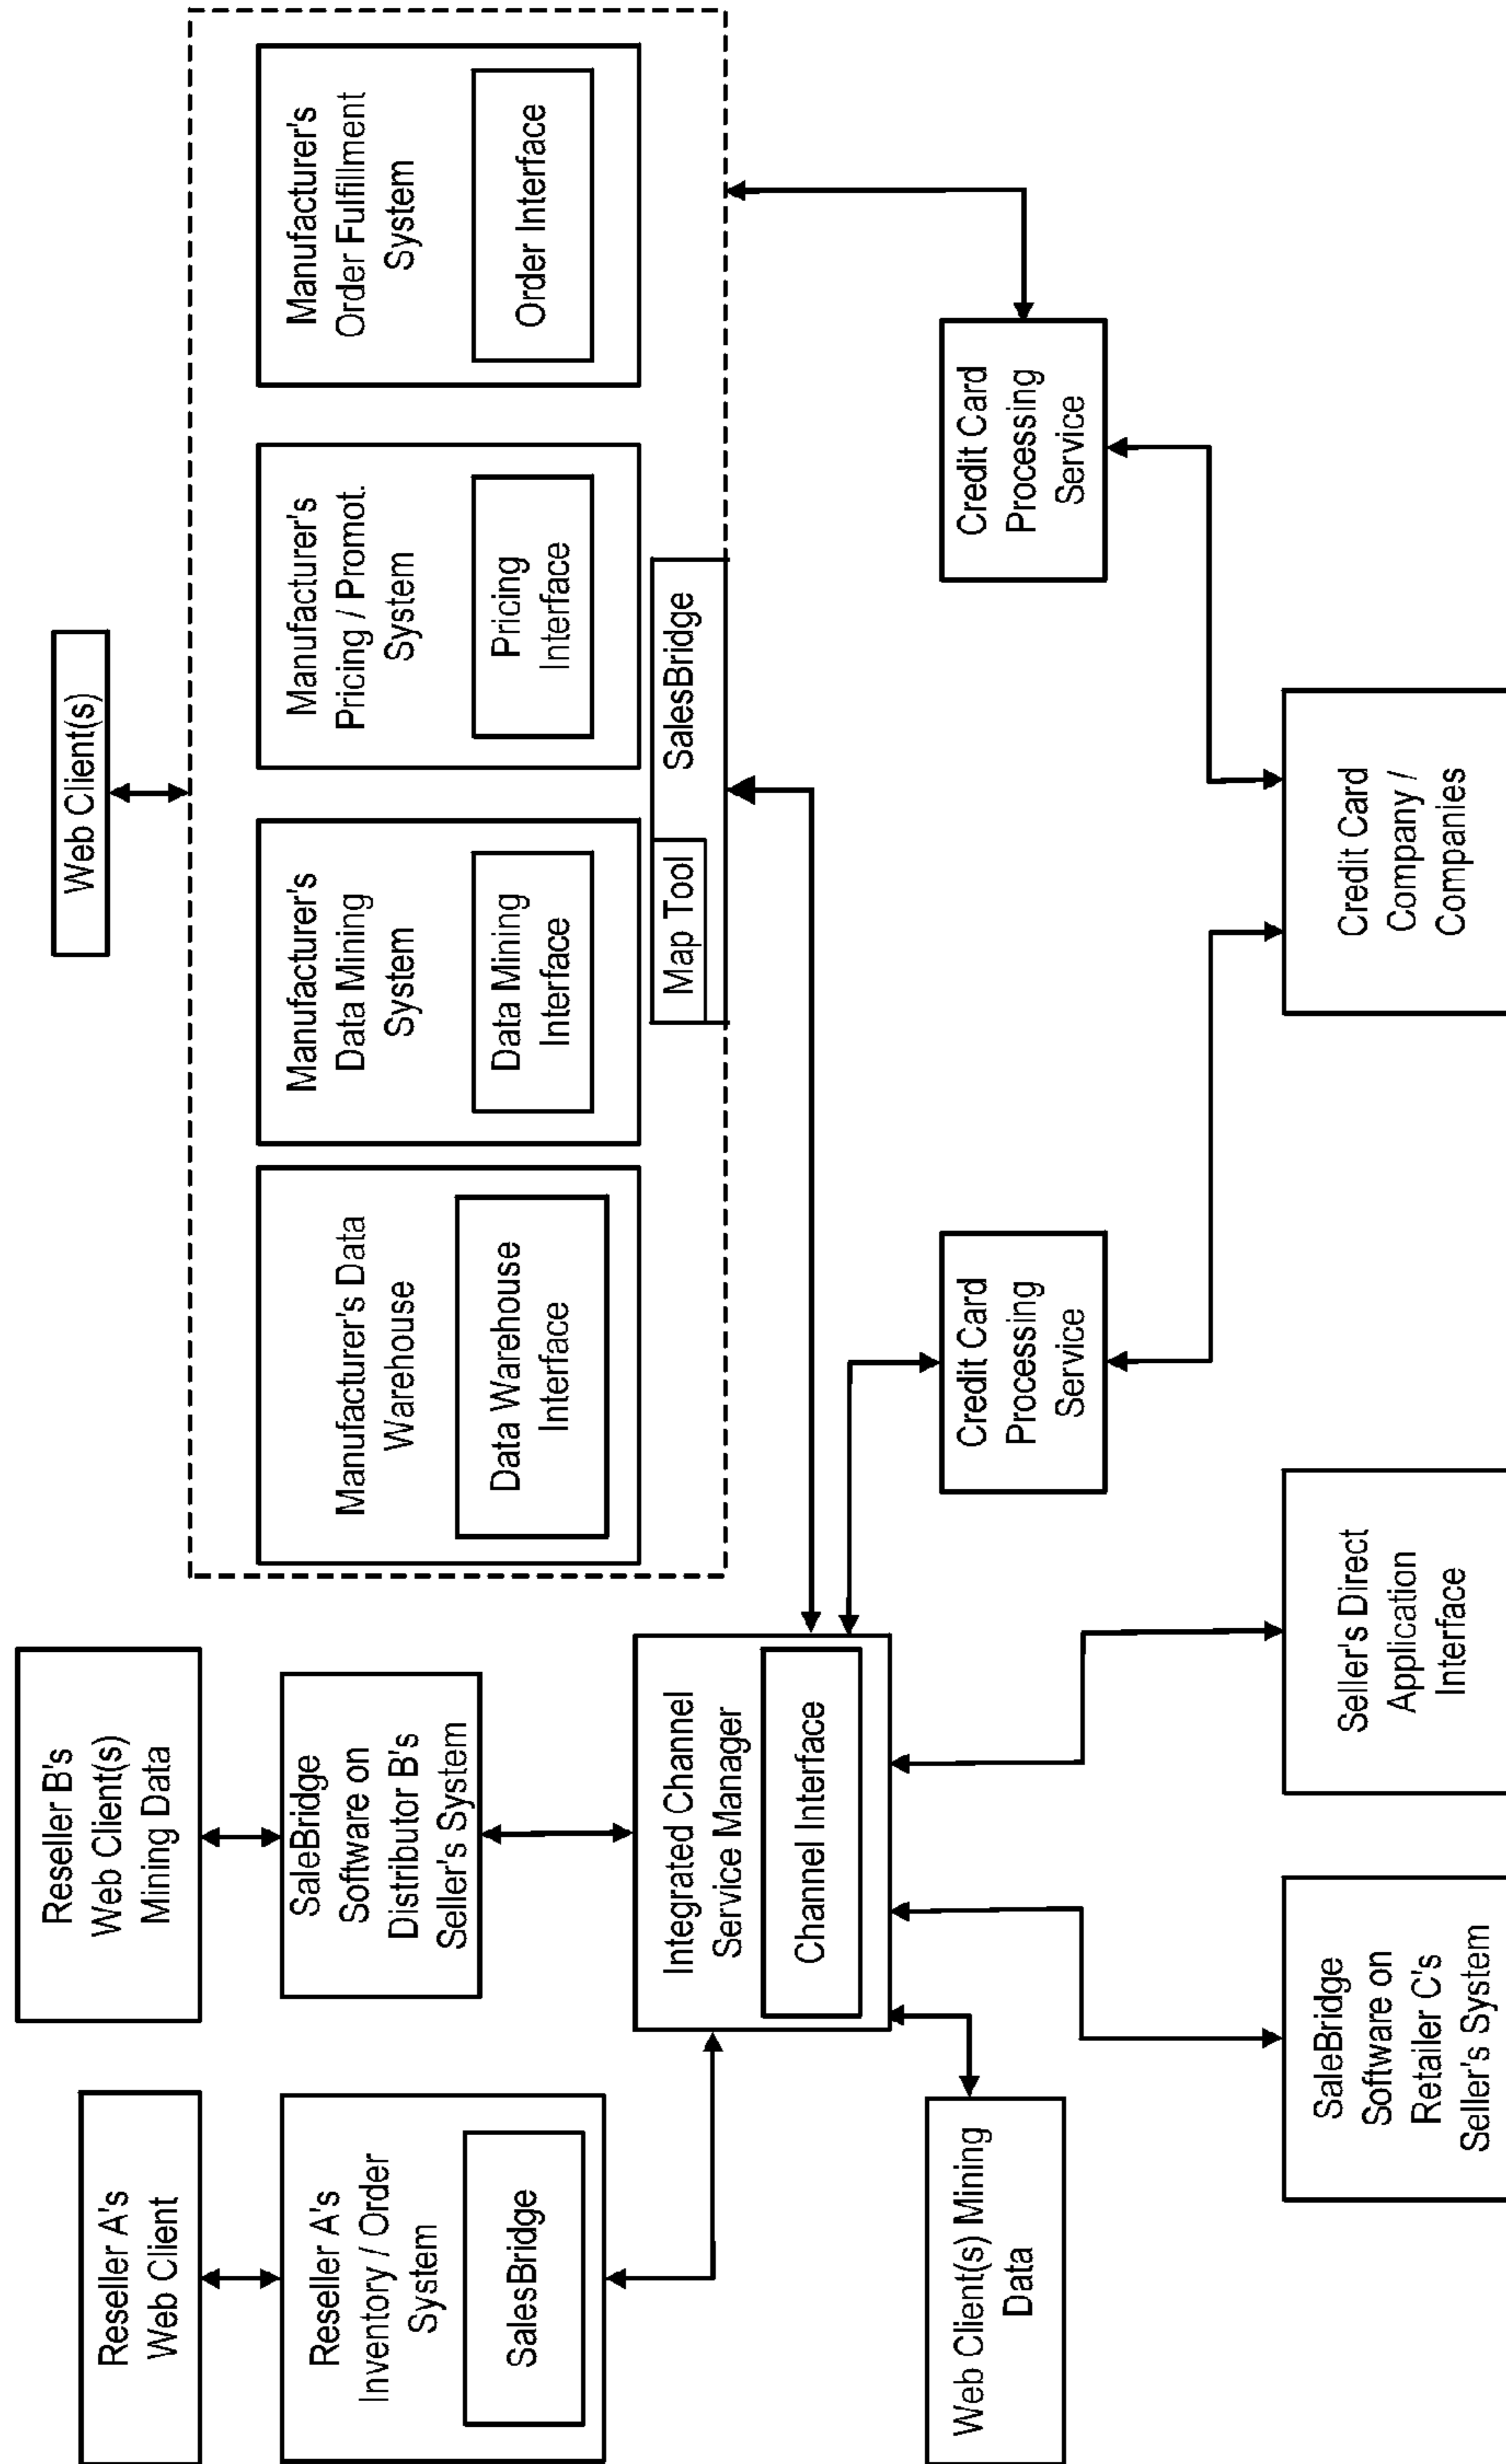 Reseller A's
Web Client
Reseller B's
Web Client(s)
Mining Data
Web Client(s)
Reseller A's
Inventory / Order
System
SalesBridge
SaleBridge
Software on
Distributor B's
Seller's System
Manufacturer's Data
Warehouse
Data Warehouse
Interface
Manufacturer's
Data Mining
System
Data Mining
Interface
Manufacturer's
Pricing / Promot.
System
Pricing
Interface
Manufacturer's
Order Fulfillment
System
Order Interface
Map Tool
SalesBridge
Integrated Channel
Service Manager
Channel Interface
Web Client(s) Mining
Data
Credit Card
Processing
Service
Credit Card
Processing
Service
SaleBridge
Software on
Retailer C's
Seller's System
Seller's Direct
Application
Interface
Credit Card
Company /
Companies